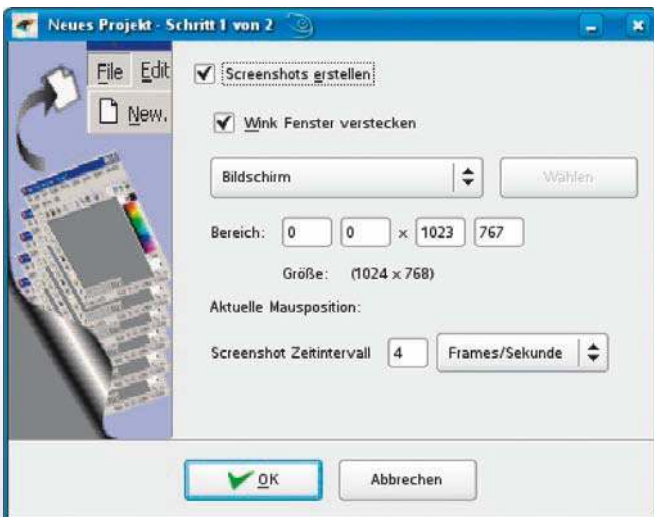 Neues Projekt - Schritt 1 von 2
File Edit
New.
Screenshots erstellen
Wink Fenster verstecken
Bildschirm Wählen
Bereich: 0 0 x 1023 767
Größe: (1024 x 768)
Aktuelle Mausposition:
Screenshot Zeitintervall 4 Frames/Sekunde
OK Abbrechen